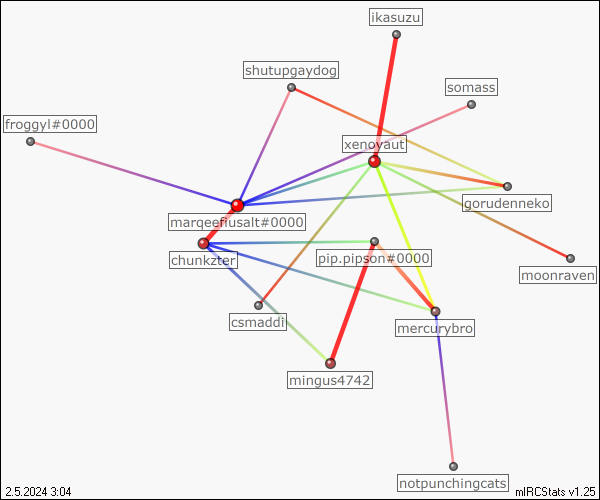 ikasuzu
shutupgaydog
somass
froggyl#0000
xenoyaut
gorudenneko
margeefiusalt#0000
chunkzter
pip.pipson#0000
moonraven
csmaddi
mercurybro
mingus4742
notpunchingcats
2.5.2024 3:04
mIRCStats v1.25